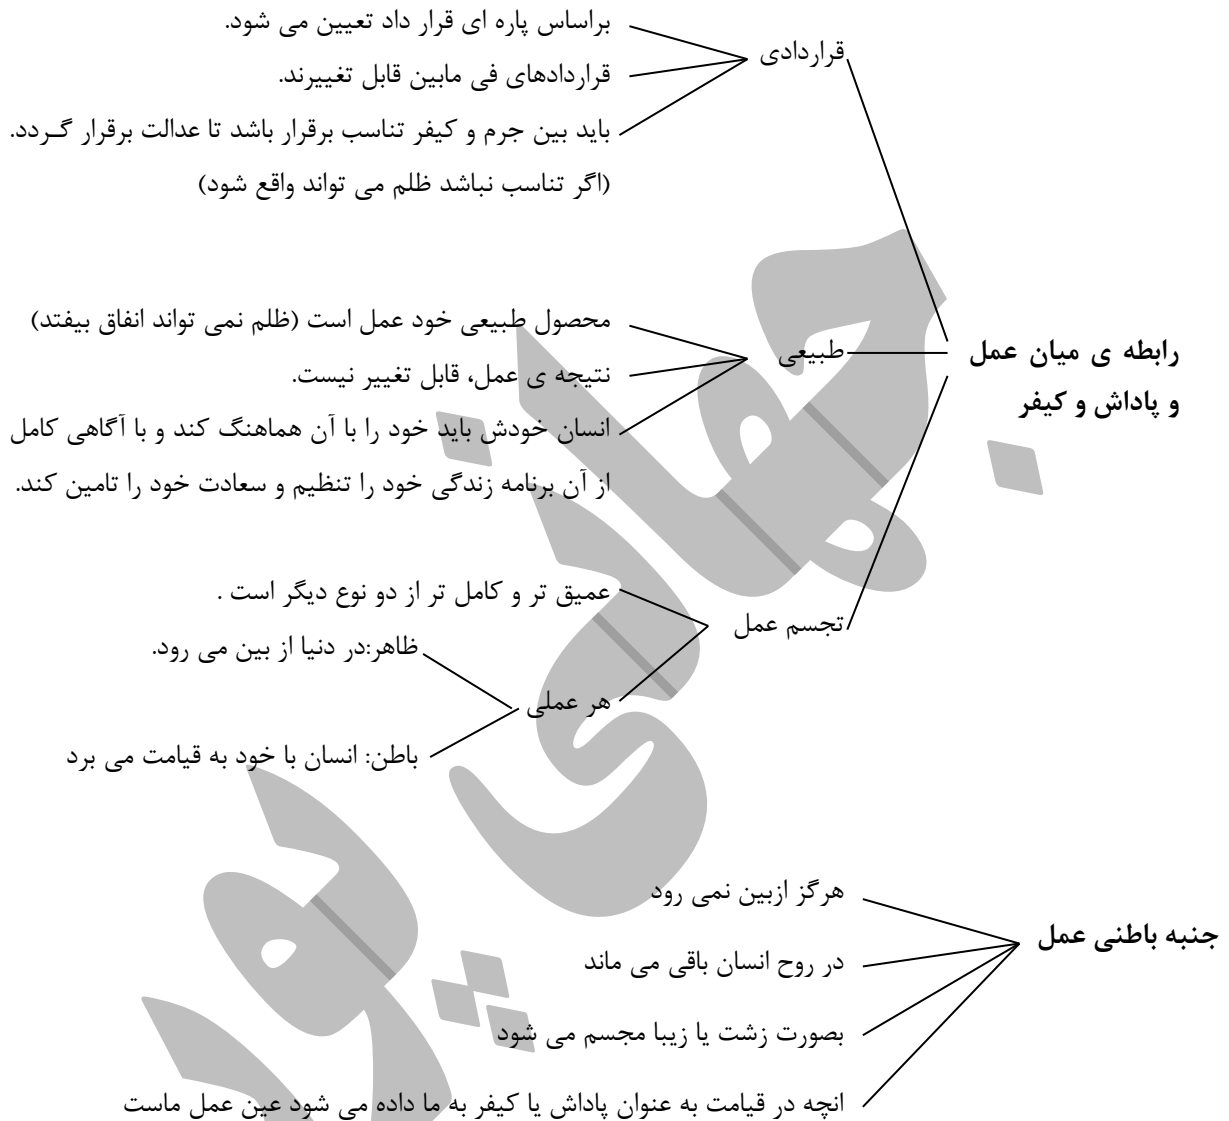 براساس پاره ای قرار داد تعیین می شود.
قراردادی
قراردادهای فی مابین قابل تغییرند.
باید بین جرم و کیفر تناسب برقرار باشد تا عدالت برقرار گـردد.
(اگر تناسب نباشد ظلم می تواند واقع شود)
محصول طبیعی خود عمل است (ظلم نمی تواند انفاق بیفتد)
رابطه ی میان عمل
و پاداش و کیفر
طبیعی
نتیجه ی عمل، قابل تغییر نیست.
انسان خودش باید خود را با آن هماهنگ کند و با آگاهی کامل
از آن برنامه زندگی خود را تنظیم و سعادت خود را تامین کند.
عمیق تر و کامل تر از دو نوع دیگر است .
تجسم عمل
ظاهر:در دنیا از بین می رود.
هر عملی
باطن: انسان با خود به قیامت می برد
هرگز ازبین نمی رود
جنبه باطنی عمل
در روح انسان باقی می ماند
بصورت زشت یا زیبا مجسم می شود
انچه در قیامت به عنوان پاداش یا کیفر به ما داده می شود عین عمل ماست